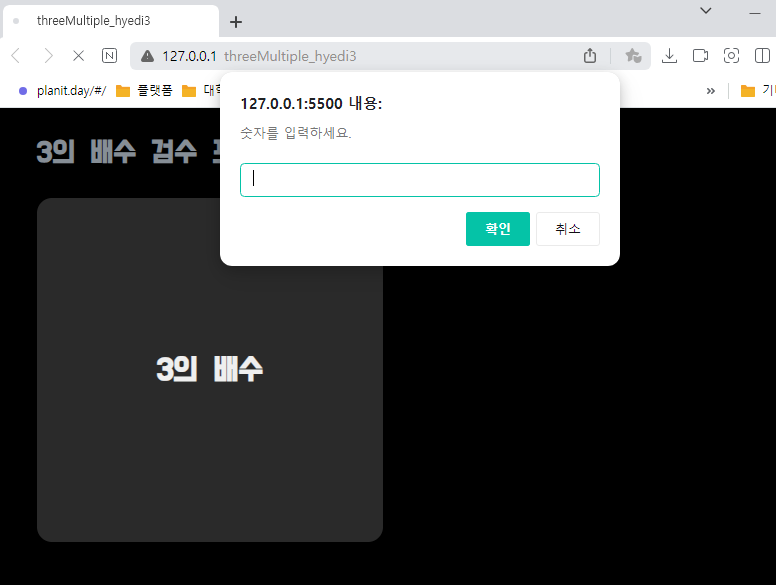 threeMultiple_hyedi3
127.0.0.1 threeMultiple_hyedi3
planit.day/#/ 플랫폼
127.0.0.1:5500 내용:
숫자를 입력하세요.
확인 취소
3의 배수 검수
3의 배수